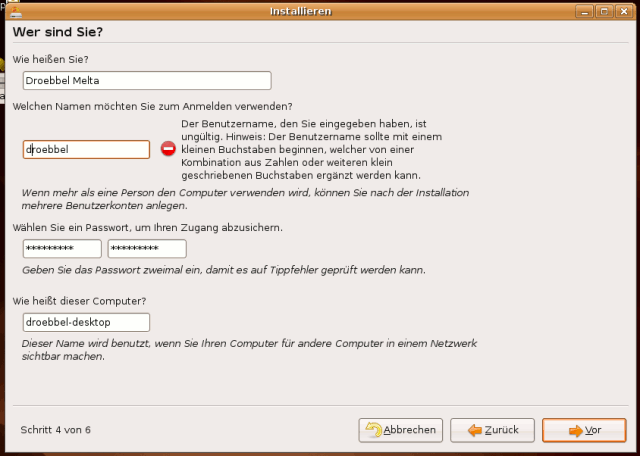 Installieren
Wer sind Sie?
Wie heißen Sie?
Droebbel Melta
Welchen Namen möchten Sie zum Anmelden verwenden?
droebbel
Der Benutzername, den Sie eingegeben haben, ist
ungültig. Hinweis: Der Benutzername sollte mit einem
kleinen Buchstaben beginnen, welcher von einer
Kombination aus Zahlen oder weiteren klein
geschriebenen Buchstaben ergänzt werden kann.
Wenn mehr als eine Person den Computer verwenden wird, können Sie nach der Installation
mehrere Benutzerkonten anlegen.
Wählen Sie ein Passwort, um Ihren Zugang abzusichern.
********* *********
Geben Sie das Passwort zweimal ein, damit es auf Tippfehler geprüft werden kann.
Wie heißt dieser Computer?
droebbel-desktop
Dieser Name wird benutzt, wenn Sie Ihren Computer für andere Computer in einem Netzwerk
sichtbar machen.
Schritt 4 von 6
Abbrechen
Zurück
Vor